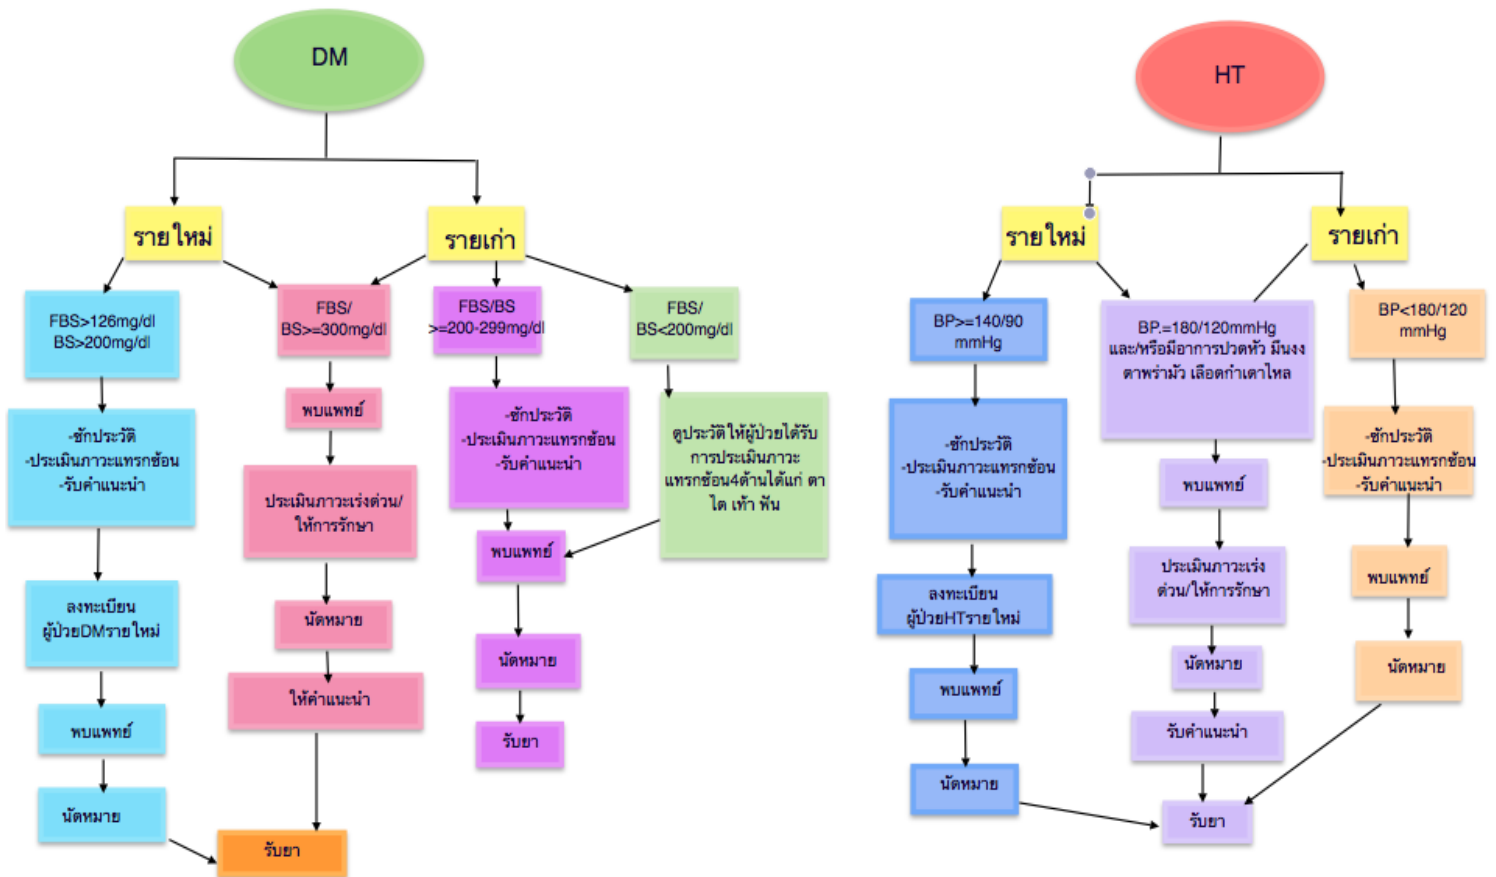 DM
รายใหม่
รายเก่า
FBS>126mg/dl
BS>200mg/dl
-ซักประวัติ
-ประเมินภาวะแทรกซ้อน
-รับคำแนะนำ
ลงทะเบียน
ผู้ป่วยDMรายใหม่
พบแพทย์
นัดหมาย
FBS/
BS>=300mg/dl
พบแพทย์
ประเมินภาวะเร่งด่วน/
ให้การรักษา
นัดหมาย
ให้คำแนะนำ
รับยา
FBS/BS
>=200-299mg/dl
-ซักประวัติ
-ประเมินภาวะแทรกซ้อน
-รับคำแนะนำ
พบแพทย์
นัดหมาย
รับยา
FBS/
BS<200mg/dl
ดูประวัติให้ผู้ป่วยได้รับ
การประเมินภาวะ
แทรกซ้อน4ด้านได้แก่ ตา
ไต เท้า ฟัน
HT
รายใหม่
รายเก่า
BP>=140/90
mmHg
-ซักประวัติ
-ประเมินภาวะแทรกซ้อน
-รับคำแนะนำ
ลงทะเบียน
ผู้ป่วยHTรายใหม่
พบแพทย์
นัดหมาย
BP.=180/120mmHg
และ/หรือมีอาการปวดหัว มึนงง
ตาพร่ามัว เลือดกำเดาไหล
พบแพทย์
ประเมินภาวะเร่ง
ด่วน/ให้การรักษา
นัดหมาย
รับคำแนะนำ
รับยา
BP<180/120
mmHg
-ซักประวัติ
-ประเมินภาวะแทรกซ้อน
-รับคำแนะนำ
พบแพทย์
นัดหมาย